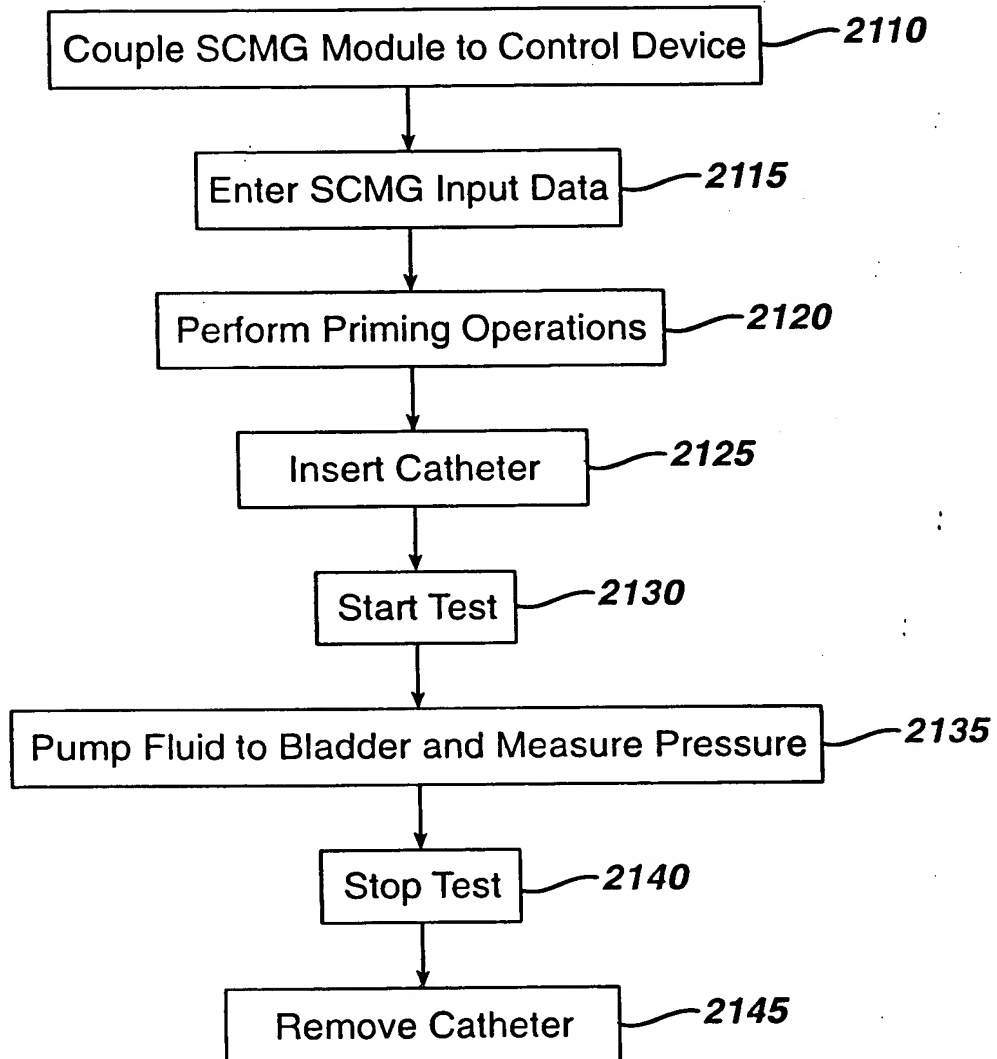 Couple SCMG Module to Control Device 2110
Enter SCMG Input Data 2115
Perform Priming Operations 2120
Insert Catheter 2125
Start Test 2130
Pump Fluid to Bladder and Measure Pressure 2135
Stop Test 2140
Remove Catheter 2145